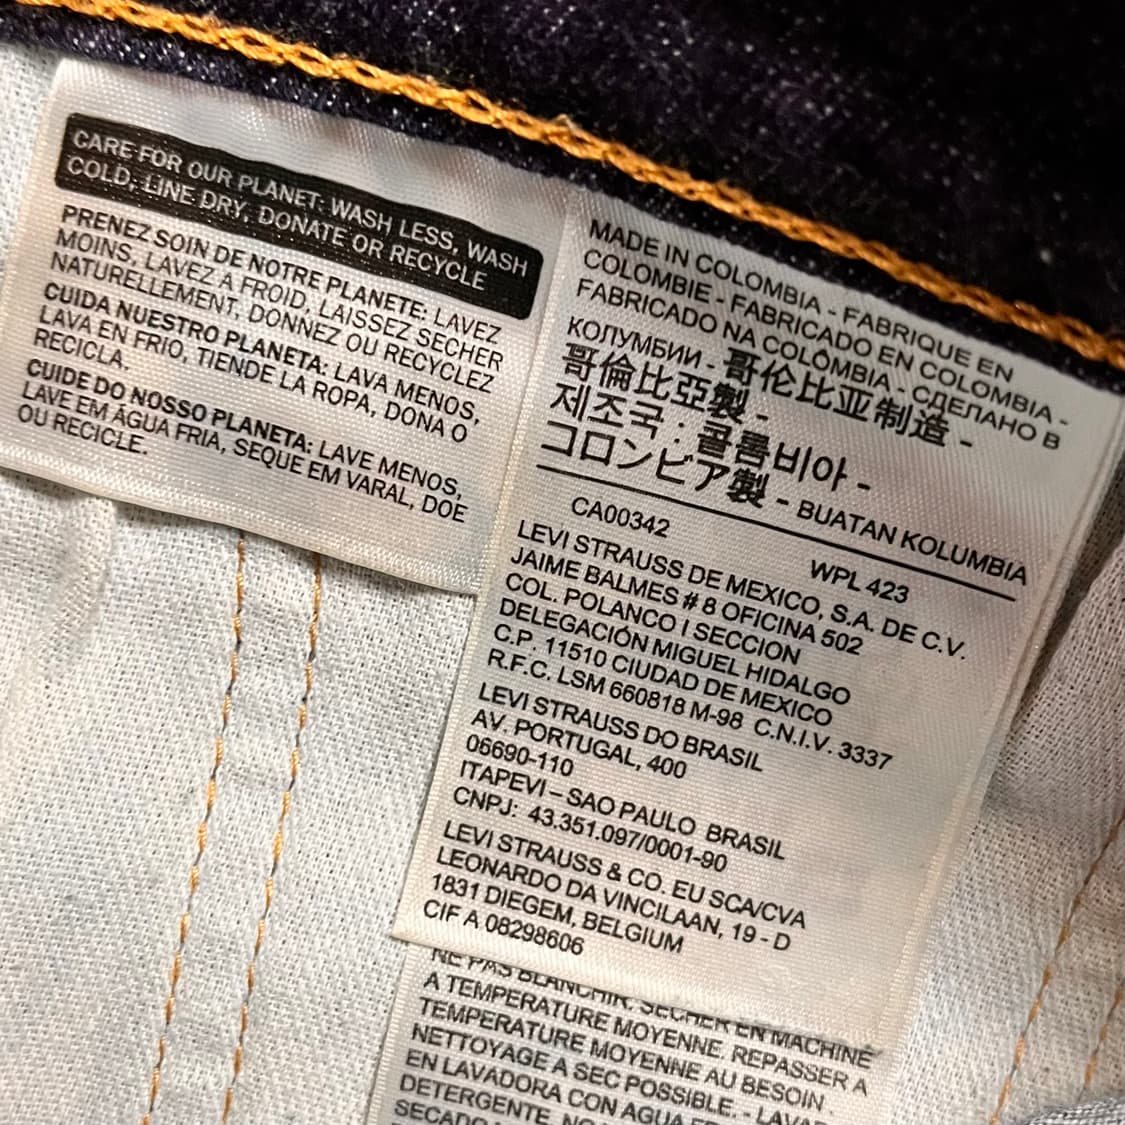 CARE FOR OUR PLANET: WASH LESS, WASH
COLD, LINE DRY, DONATE OR RECYCLE
PRENEZ SOIN DE NOTRE PLANETE: LAVEZ
MOINS, LAVEZ À FROID, LAISSEZ SÉCHER
NATURELLEMENT, DONNEZ OU RECYCLEZ
CUIDA NUESTRO PLANETA: LAVA MENOS,
LAVA EN FRIO, TIENDE LA ROPA, DONA O
RECICLA.
CUIDE DO NOSSO PLANETA: LAVE MENOS,
LAVE EM ÁGUA FRIA, SEQUE EM VARAL, DOE
OU RECICLE.
MADE IN COLOMBIA - FABRIQUE EN
COLOMBIE - FABRICADO EN COLOMBIA -
FABRICADO NA COLÔMBIA - СДЕЛАНО В
КОЛУМБИИ - 哥伦比亚制造 -
哥倫比亞製 -
제조국 : 콜롬비아 -
コロンビア製 - BUATAN KOLUMBIA
CA00342 WPL 423
LEVI STRAUSS DE MEXICO, S.A. DE C.V.
JAIME BALMES # 8 OFICINA 502
COL. POLANCO I SECCION
DELEGACIÓN MIGUEL HIDALGO
C.P. 11510 CIUDAD DE MEXICO
R.F.C. LSM 660818 M-98 C.N.I.V. 3337
LEVI STRAUSS DO BRASIL
AV. PORTUGAL, 400
06690-110
ITAPEVI – SAO PAULO BRASIL
CNPJ: 43.351.097/0001-90
LEVI STRAUSS & CO. EU SCA/CVA
LEONARDO DA VINCILAAN, 19 - D
1831 DIEGEM, BELGIUM
CIF A 08298606
NE PAS BLANCHIR. SECHER EN MACHINE
A TEMPERATURE MOYENNE. REPASSER A
TEMPERATURE MOYENNE AU BESOIN.
NETTOYAGE A SEC POSSIBLE. - LAVAR
EN LAVADORA CON AGUA
DETERGENTE. NO